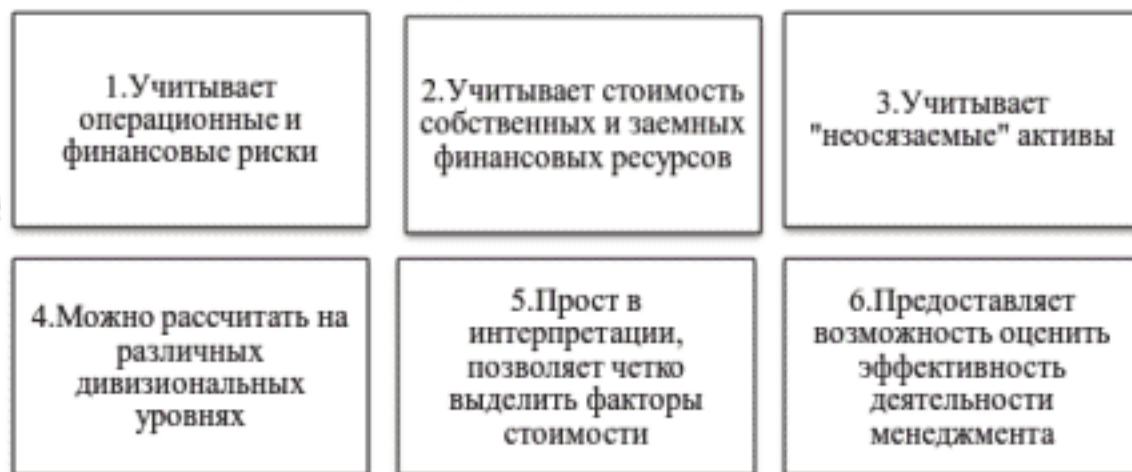 1.Учитывает
операционные и
финансовые риски
2.Учитывает стоимость
собственных и заемных
финансовых ресурсов
3.Учитывает
"неосязаемые" активы
4.Можно рассчитать на
различных
дивизиональных
уровнях
5.Прост в
интерпретации,
позволяет четко
выделить факторы
стоимости
6.Предоставляет
возможность оценить
эффективность
деятельности
менеджмента